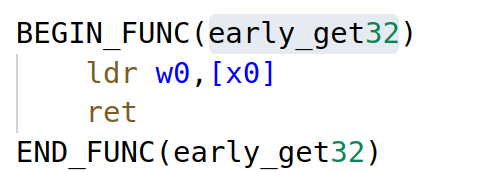 BEGIN_FUNC(early_get32)
    ldr w0,[x0]
    ret
END_FUNC(early_get32)